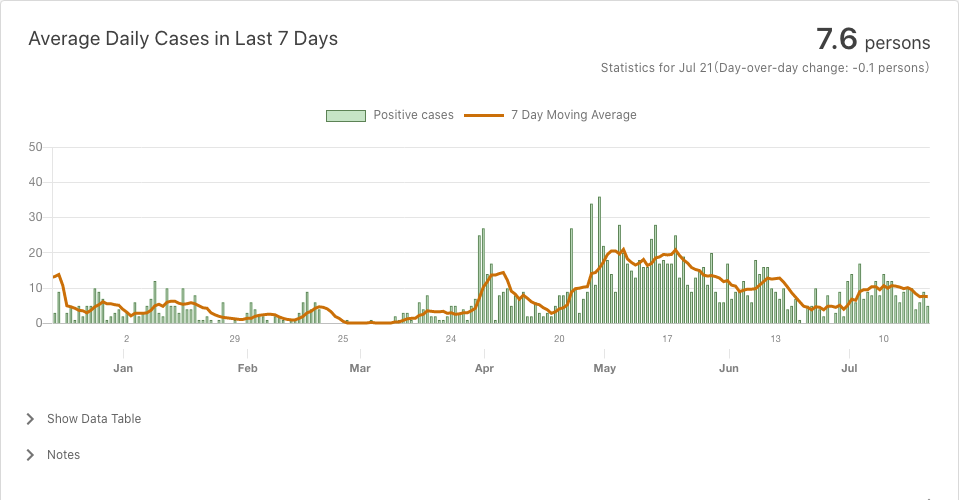 Average Daily Cases in Last 7 Days
7.6 persons
Statistics for Jul 21(Day-over-day change: -0.1 persons)
Positive cases 7 Day Moving Average
50
40
30
20
10
0
2 29 25 24 20 17 13 10
Jan Feb Mar Apr May Jun Jul
Show Data Table
Notes